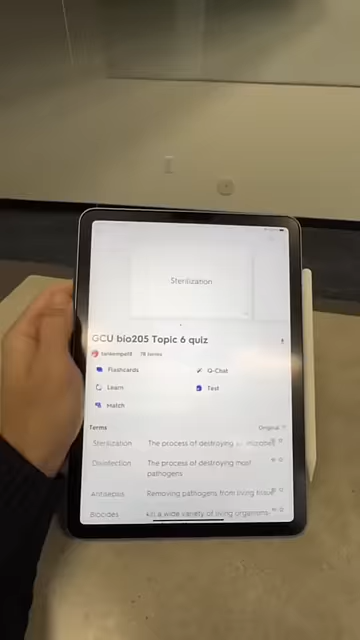 Sterilization
GCU bio205 Topic 6 quiz
78 terms
Flashcards
Q-Chat
Learn
Test
Match
Terms
Original
Sterilization
The process of destroying all microbes
Disinfection
The process of destroying most
pathogens
Antisepsis
Removing pathogens from living tissue
Biocides
kill a wide variety of living organisms